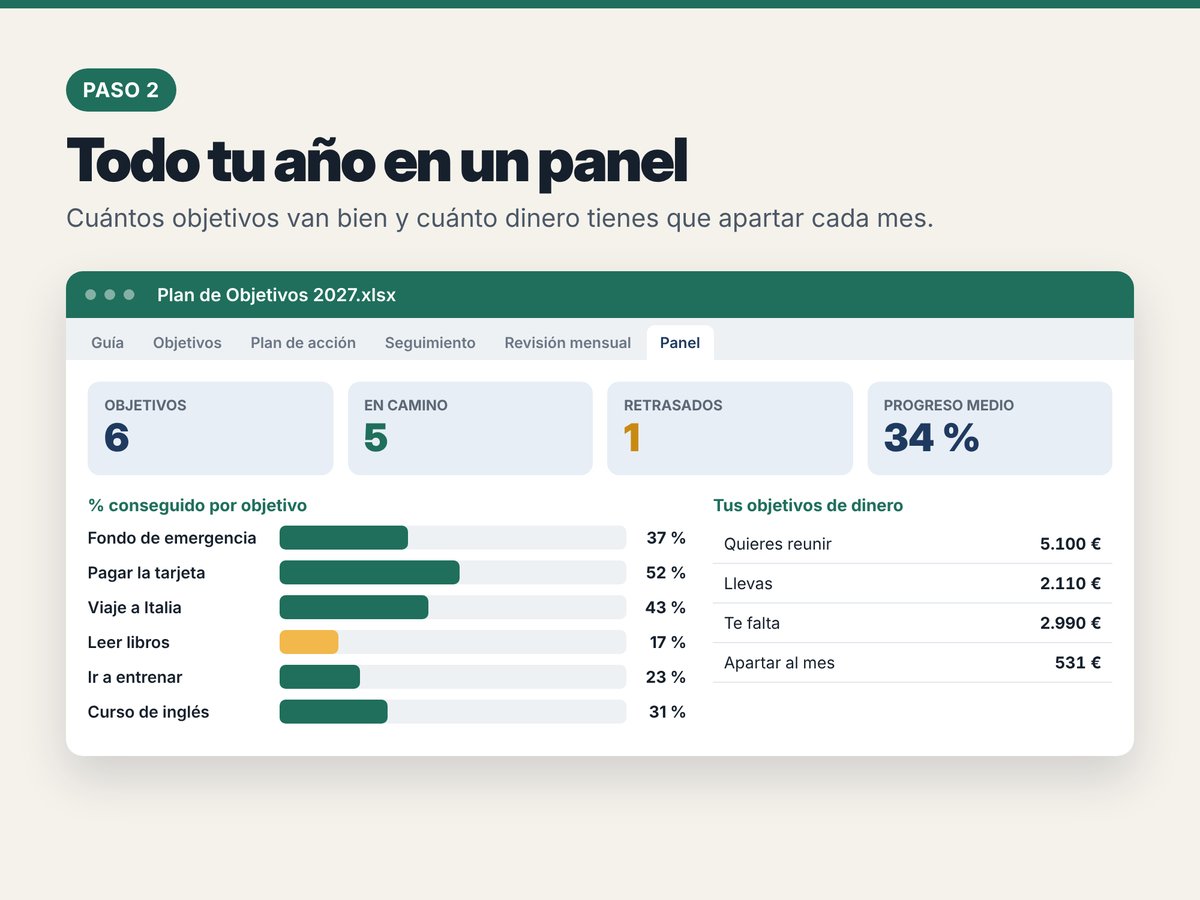 PASO 2
Todo tu año en un panel
Cuántos objetivos van bien y cuánto dinero tienes que apartar cada mes.
Plan de Objetivos 2027.xlsx
Guía Objetivos Plan de acción Seguimiento Revisión mensual Panel
OBJETIVOS
6
EN CAMINO
5
RETRASADOS
1
PROGRESO MEDIO
34 %
% conseguido por objetivo
Fondo de emergencia 37 %
Pagar la tarjeta 52 %
Viaje a Italia 43 %
Leer libros 17 %
Ir a entrenar 23 %
Curso de inglés 31 %
Tus objetivos de dinero
Quieres reunir 5.100 €
Llevas 2.110 €
Te falta 2.990 €
Apartar al mes 531 €